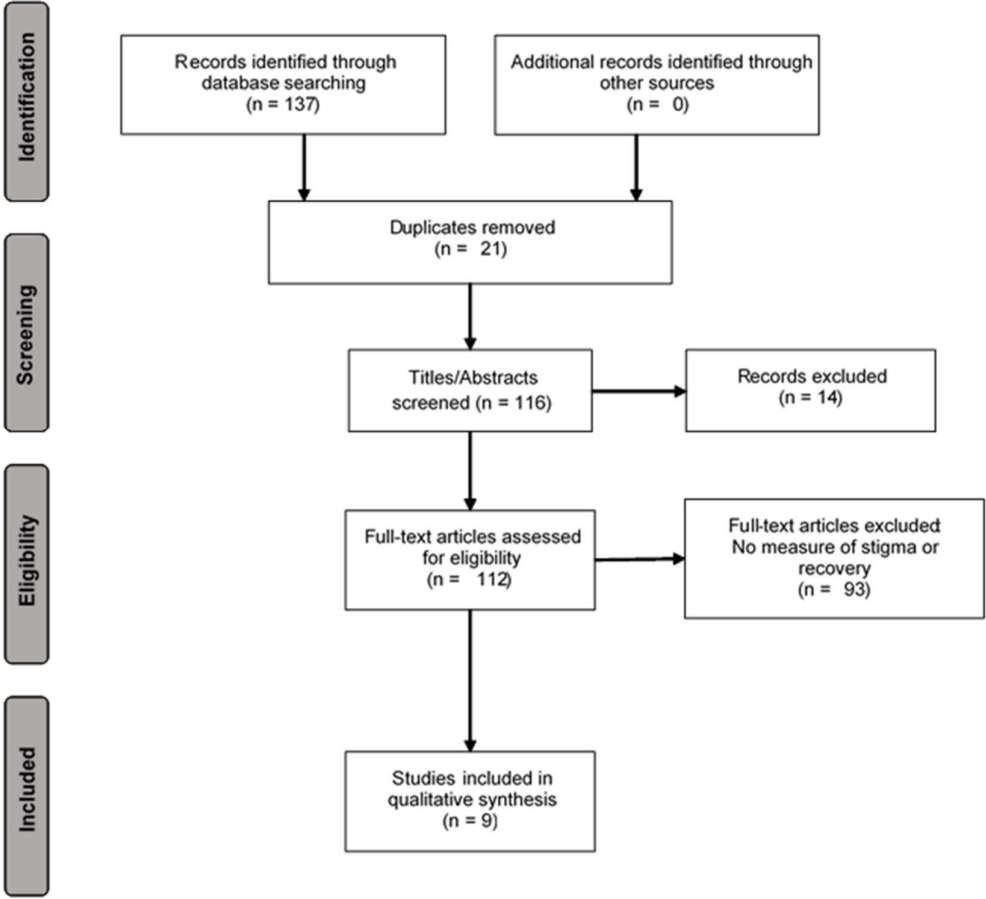 Identification
Records identified through
database searching
(n = 137)
Additional records identified through
other sources
(n = 0)
Duplicates removed
(n = 21)
Screening
Titles/Abstracts
screened (n = 116)
Records excluded
(n = 14)
Eligibility
Full-text articles assessed
for eligibility
(n = 112)
Full-text articles excluded:
No measure of stigma or
recovery
(n = 93)
Included
Studies included in
qualitative synthesis
(n = 9)